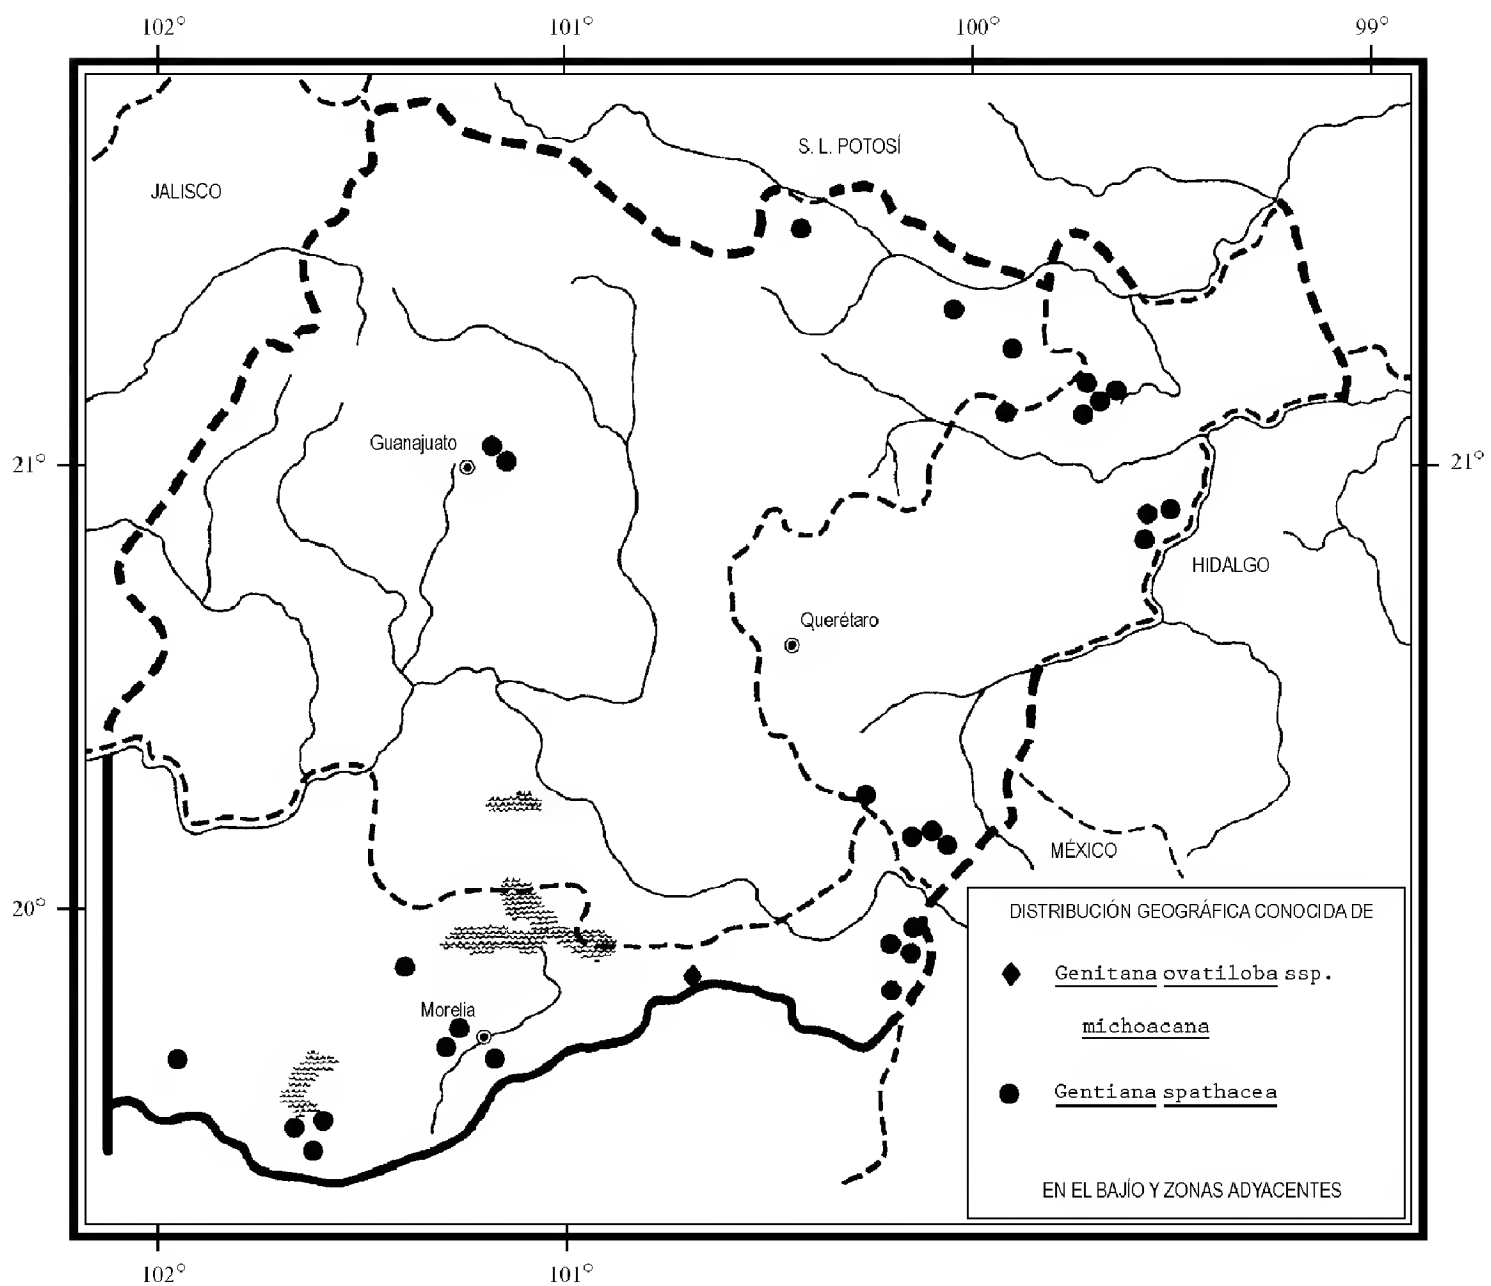 102° 101° 100° 99°
S. L. POTOSÍ
JALISCO
Guanajuato
21° 21°
HIDALGO
Querétaro
MÉXICO
20°
DISTRIBUCIÓN GEOGRÁFICA CONOCIDA DE
Genitana ovatiloba ssp.
michoacana
Morelia
Gentiana spathacea
EN EL BAJÍO Y ZONAS ADYACENTES
102° 101°